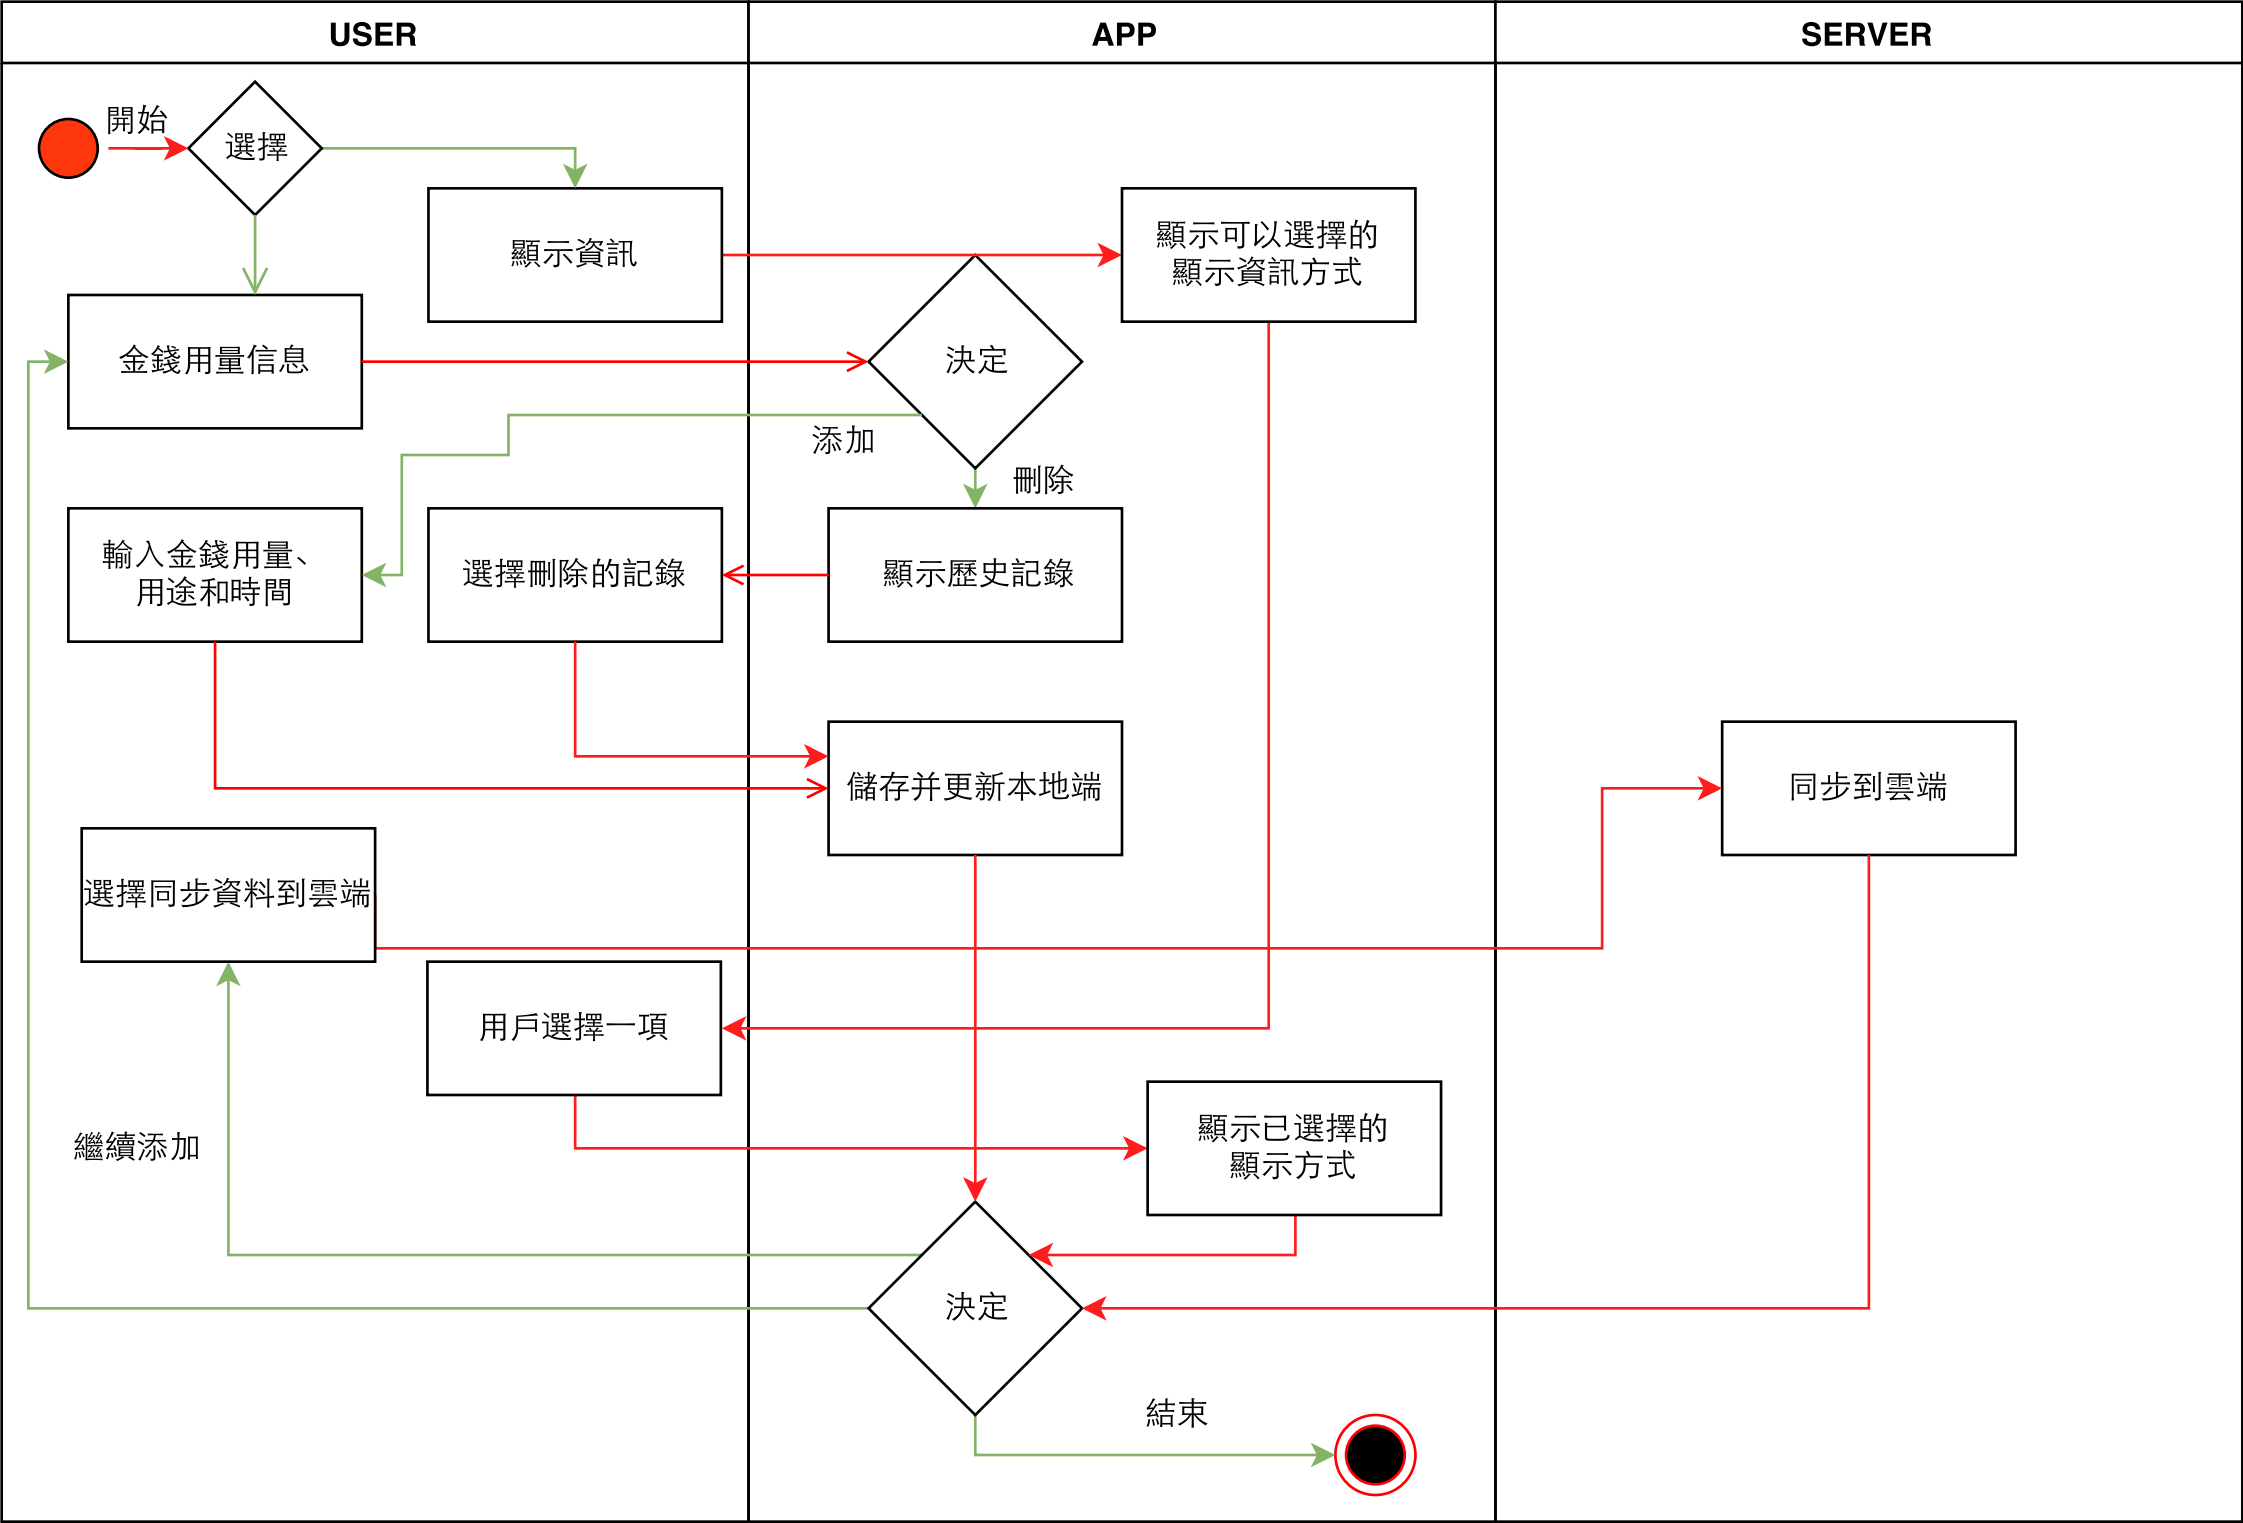 USER
APP
SERVER
開始
選擇
顯示資訊
顯示可以選擇的
顯示資訊方式
金錢用量信息
決定
添加
刪除
輸入金錢用量、
用途和時間
選擇刪除的記錄
顯示歷史記錄
儲存并更新本地端
同步到雲端
選擇同步資料到雲端
用戶選擇一項
顯示已選擇的
顯示方式
繼續添加
決定
結束